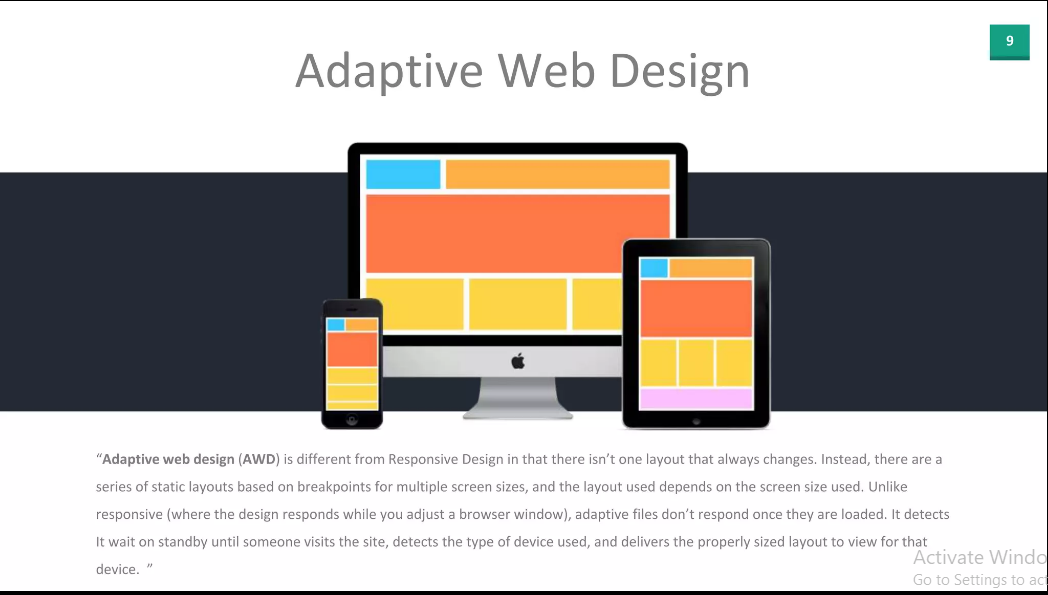 9
Adaptive Web Design
“Adaptive web design (AWD) is different from Responsive Design in that there isn’t one layout that always changes. Instead, there are a
series of static layouts based on breakpoints for multiple screen sizes, and the layout used depends on the screen size used. Unlike
responsive (where the design responds while you adjust a browser window), adaptive files don’t respond once they are loaded. It detects
It wait on standby until someone visits the site, detects the type of device used, and delivers the properly sized layout to view for that
device. ”
Activate Windo
Go to Settings to act